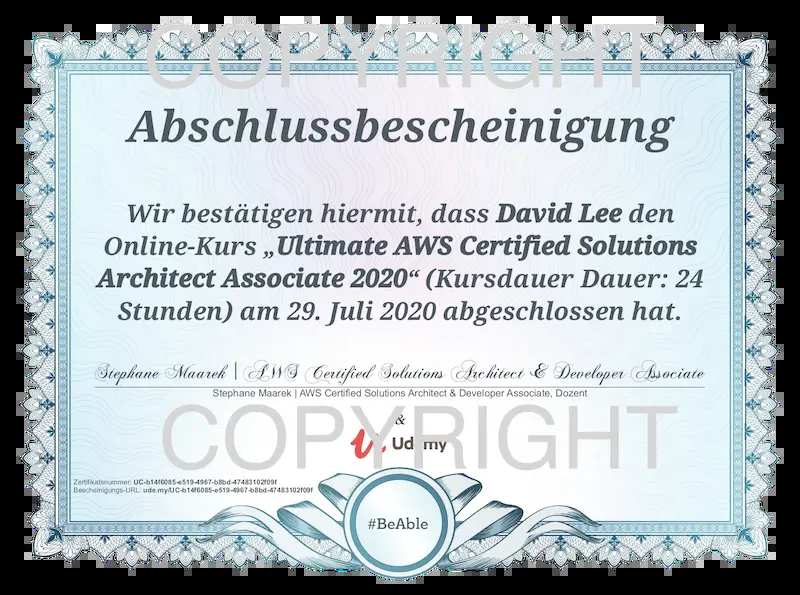 COPYRIGHT
Abschlussbescheinigung
Wir bestätigen hiermit, dass David Lee den
Online-Kurs „Ultimate AWS Certified Solutions
Architect Associate 2020“ (Kursdauer Dauer: 24
Stunden) am 29. Juli 2020 abgeschlossen hat.
Stephane Maarek | AWS Certified Solutions Architect & Developer Associate
Stephane Maarek | AWS Certified Solutions Architect & Developer Associate, Dozent
&
COPYRIGHT
Udemy
Zertifikatsnummer: UC-b14f6085-e519-4967-b8bd-47483102f09f
Bescheinigungs-URL: ude.my/UC-b14f6085-e519-4967-b8bd-47483102f09f
#BeAble